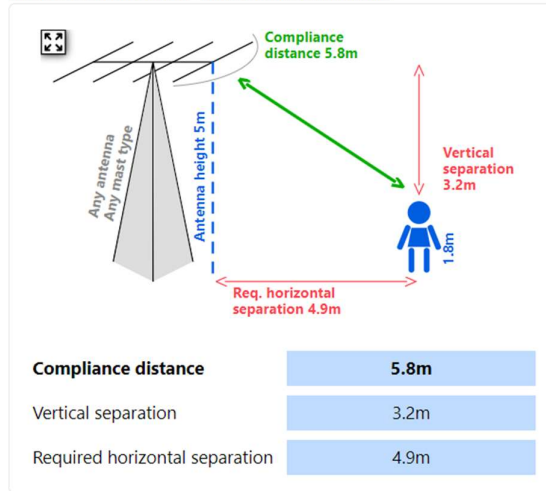 Compliance
distance 5.8m
Any antenna
Any mast type
Antenna height 5m
Vertical
separation
3.2m
1.8m
Req. horizontal
separation 4.9m
Compliance distance 5.8m
Vertical separation 3.2m
Required horizontal separation 4.9m